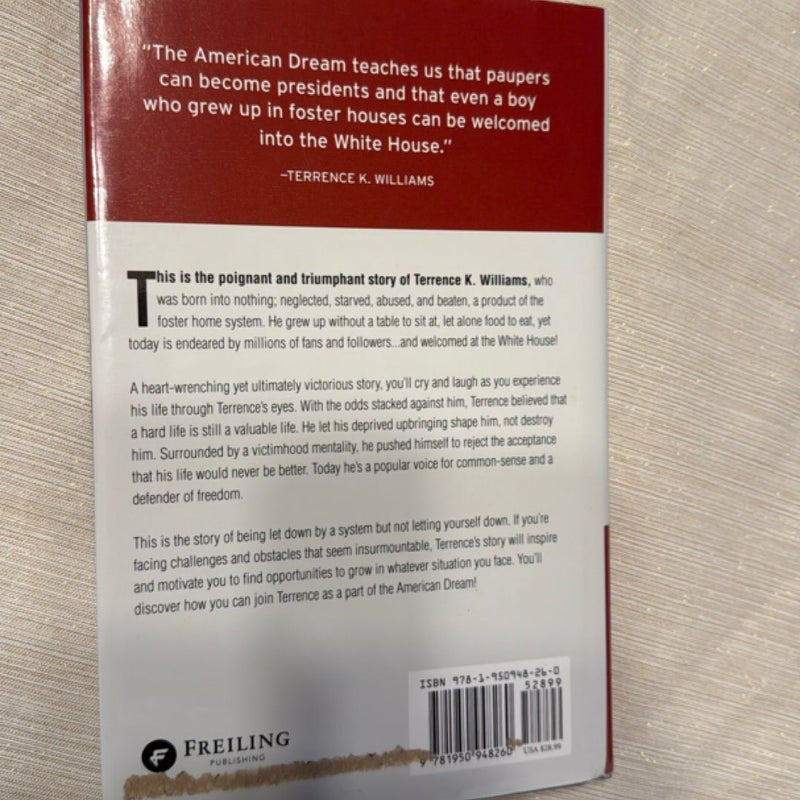 “The American Dream teaches us that paupers
can become presidents and that even a boy
who grew up in foster houses can be welcomed
into the White House.”
–TERRENCE K. WILLIAMS
This is the poignant and triumphant story of Terrence K. Williams, who
was born into nothing; neglected, starved, abused, and beaten, a product of the
foster home system. He grew up without a table to sit at, let alone food to eat, yet
today is endeared by millions of fans and followers...and welcomed at the White House!
A heart-wrenching yet ultimately victorious story, you'll cry and laugh as you experience
his life through Terrence's eyes. With the odds stacked against him, Terrence believed that
a hard life is still a valuable life. He let his deprived upbringing shape him, not destroy
him. Surrounded by a victimhood mentality, he pushed himself to reject the acceptance
that his life would never be better. Today he's a popular voice for common-sense and a
defender of freedom.
This is the story of being let down by a system but not letting yourself down. If you're
facing challenges and obstacles that seem insurmountable, Terrence's story will inspire
and motivate you to find opportunities to grow in whatever situation you face. You'll
discover how you can join Terrence as a part of the American Dream!
ISBN 978-1-950948-26-0
52899
9 781950 948260
USA $28.99
FREILING
PUBLISHING